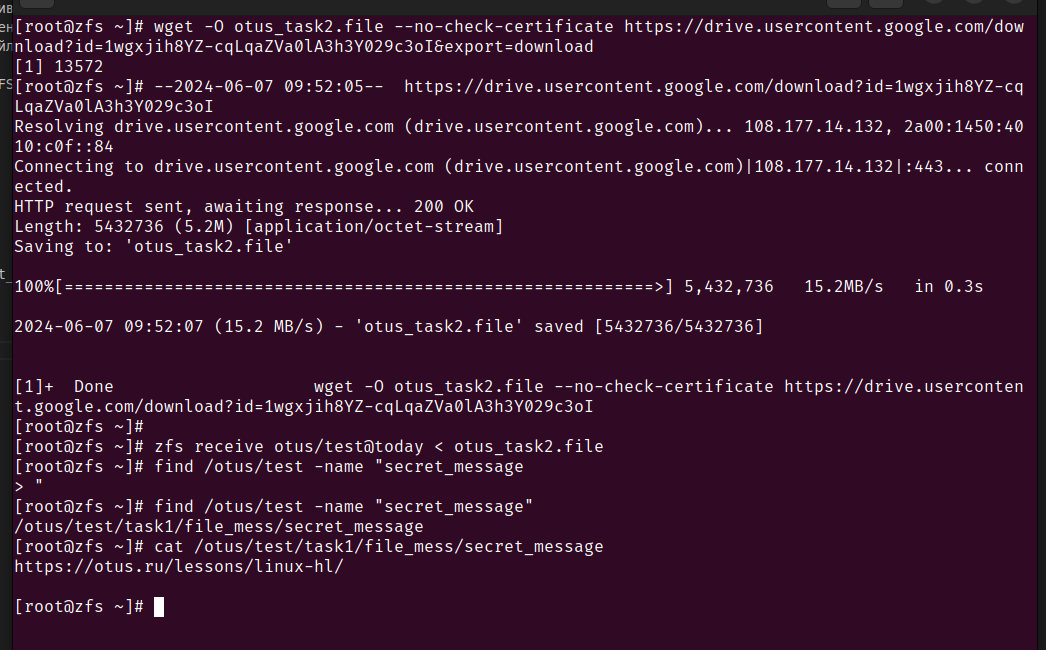 [root@zfs ~]# wget -O otus_task2.file --no-check-certificate https://drive.usercontent.google.com/dow
nload?id=1wgxjih8YZ-cqLqaZVa0lA3h3Y029c3oI&export=download
[1] 13572
[root@zfs ~]# --2024-06-07 09:52:05--  https://drive.usercontent.google.com/download?id=1wgxjih8YZ-cq
LqaZVa0lA3h3Y029c3oI
Resolving drive.usercontent.google.com (drive.usercontent.google.com)... 108.177.14.132, 2a00:1450:40
10:c0f::84
Connecting to drive.usercontent.google.com (drive.usercontent.google.com)|108.177.14.132|:443... conn
ected.
HTTP request sent, awaiting response... 200 OK
Length: 5432736 (5.2M) [application/octet-stream]
Saving to: 'otus_task2.file'
100%[===========================================================>] 5,432,736   15.2MB/s   in 0.3s
2024-06-07 09:52:07 (15.2 MB/s) - 'otus_task2.file' saved [5432736/5432736]
[1]+  Done                    wget -O otus_task2.file --no-check-certificate https://drive.userconten
t.google.com/download?id=1wgxjih8YZ-cqLqaZVa0lA3h3Y029c3oI
[root@zfs ~]#
[root@zfs ~]# zfs receive otus/test@today < otus_task2.file
[root@zfs ~]# find /otus/test -name "secret_message
> "
[root@zfs ~]# find /otus/test -name "secret_message"
/otus/test/task1/file_mess/secret_message
[root@zfs ~]# cat /otus/test/task1/file_mess/secret_message
https://otus.ru/lessons/linux-hl/
[root@zfs ~]#